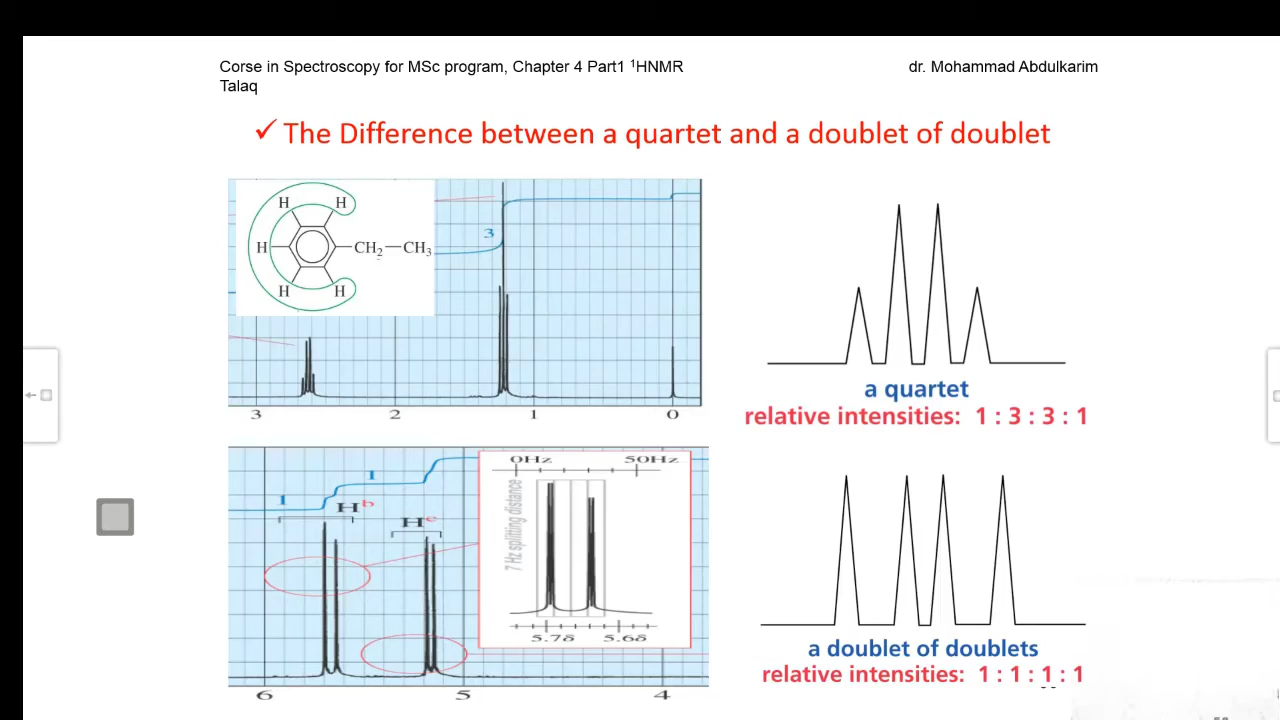 Corse in Spectroscopy for MSc program, Chapter 4 Part1 ¹HNMR dr. Mohammad Abdulkarim
Talaq
✓ The Difference between a quartet and a doublet of doublet
H H
H CH₂—CH₃
H H
3
3 2 1 0
a quartet
relative intensities: 1 : 3 : 3 : 1
0Hz 50Hz
1 1
Hᵇ
Hᶜ
7 Hz splitting distance
5.78 5.68
6 5 4
a doublet of doublets
relative intensities: 1 : 1 : 1 : 1